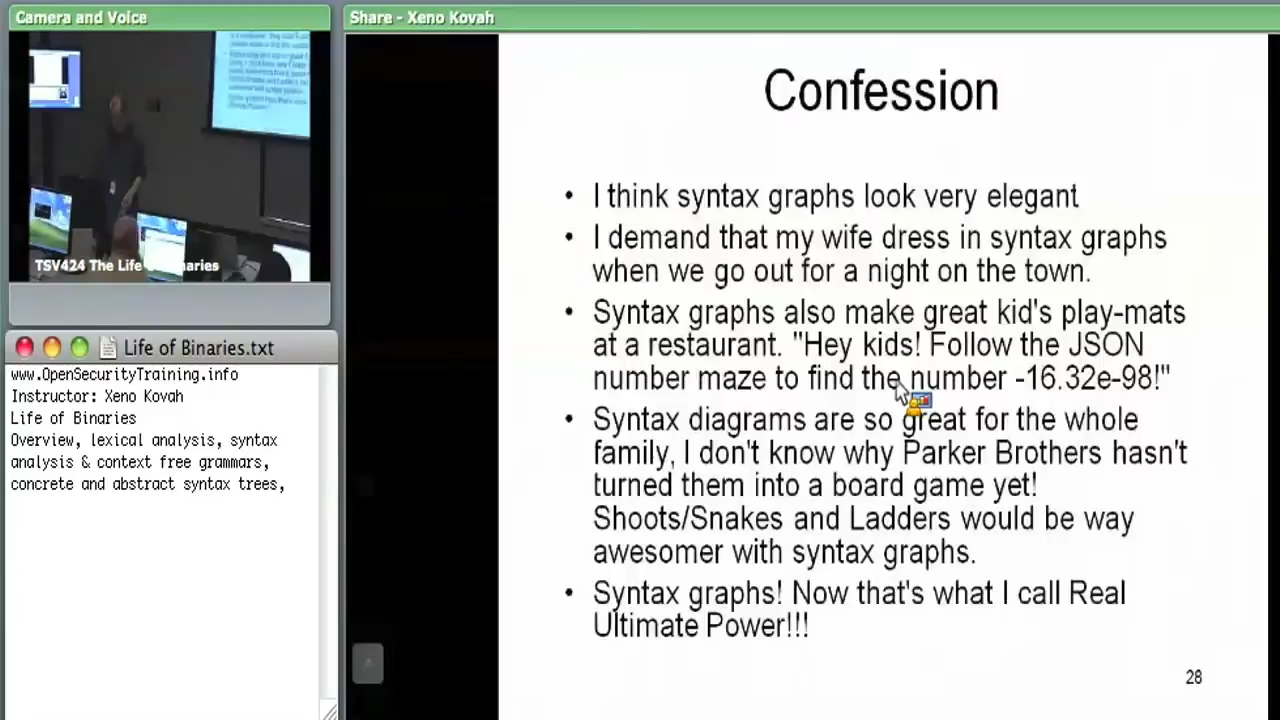 Camera and Voice
TSV424 The Life of Binaries
Life of Binaries.txt
www.OpenSecurityTraining.info
Instructor: Xeno Kovah
Life of Binaries
Overview, lexical analysis, syntax
analysis & context free grammars,
concrete and abstract syntax trees,
Share - Xeno Kovah
Confession
• I think syntax graphs look very elegant
• I demand that my wife dress in syntax graphs
when we go out for a night on the town.
• Syntax graphs also make great kid's play-mats
at a restaurant. "Hey kids! Follow the JSON
number maze to find the number -16.32e-98!"
• Syntax diagrams are so great for the whole
family, I don't know why Parker Brothers hasn't
turned them into a board game yet!
Shoots/Snakes and Ladders would be way
awesomer with syntax graphs.
• Syntax graphs! Now that's what I call Real
Ultimate Power!!!
28